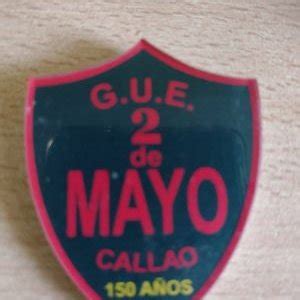 G.U.E.
2
de
MAYO
CALLAO
150 AÑOS